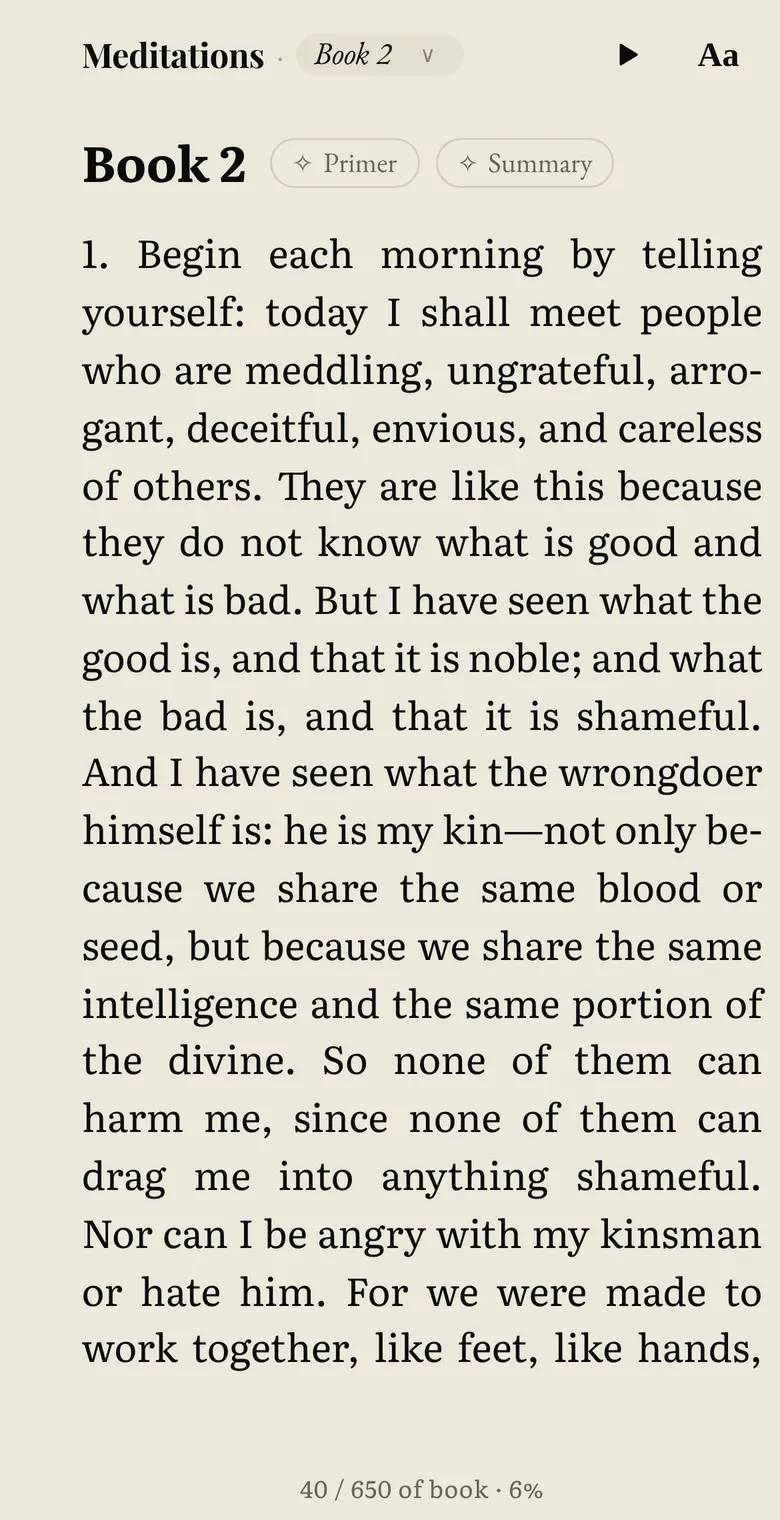 Meditations · Book 2 ∨ Aa
Book 2 Primer Summary
1. Begin each morning by telling
yourself: today I shall meet people
who are meddling, ungrateful, arro-
gant, deceitful, envious, and careless
of others. They are like this because
they do not know what is good and
what is bad. But I have seen what the
good is, and that it is noble; and what
the bad is, and that it is shameful.
And I have seen what the wrongdoer
himself is: he is my kin—not only be-
cause we share the same blood or
seed, but because we share the same
intelligence and the same portion of
the divine. So none of them can
harm me, since none of them can
drag me into anything shameful.
Nor can I be angry with my kinsman
or hate him. For we were made to
work together, like feet, like hands,
40 / 650 of book · 6%